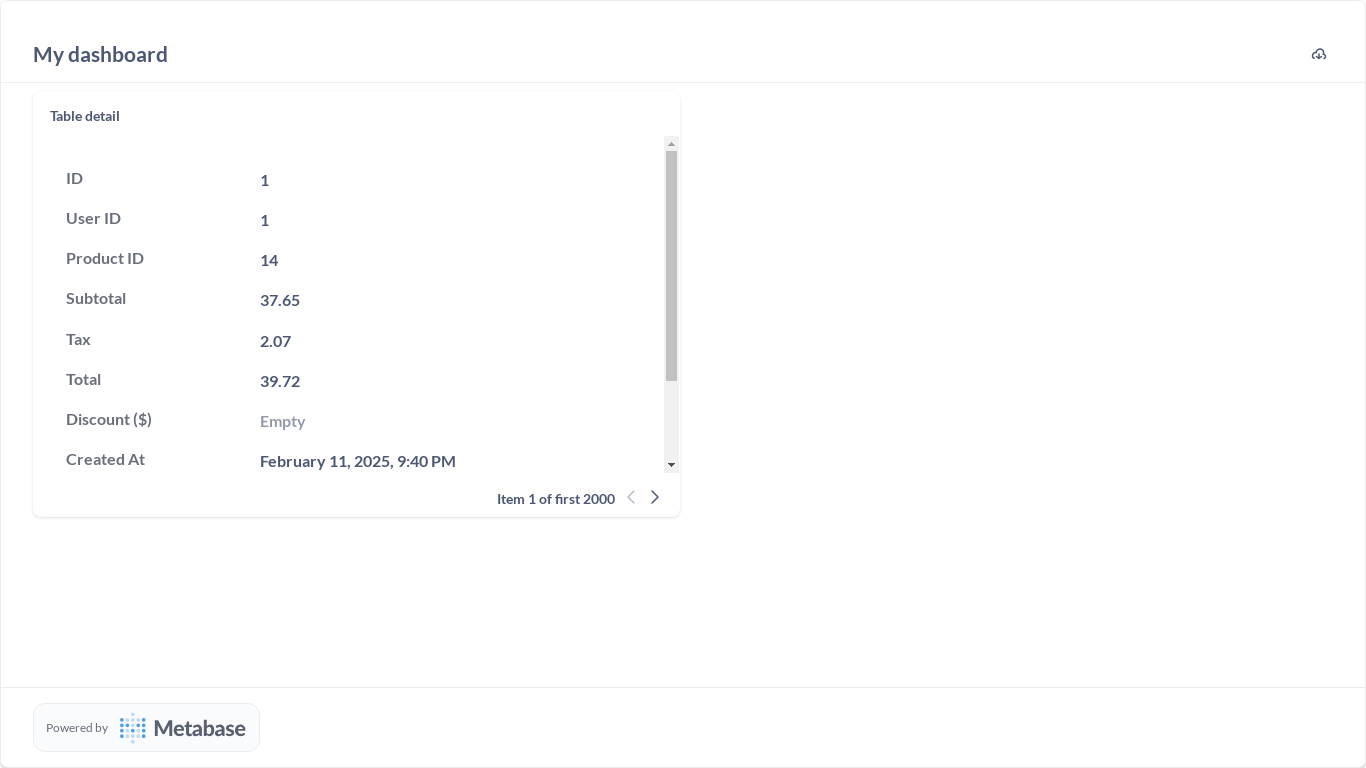 My dashboard
Table detail
ID 1
User ID 1
Product ID 14
Subtotal 37.65
Tax 2.07
Total 39.72
Discount ($) Empty
Created At February 11, 2025, 9:40 PM
Item 1 of first 2000
Powered by Metabase